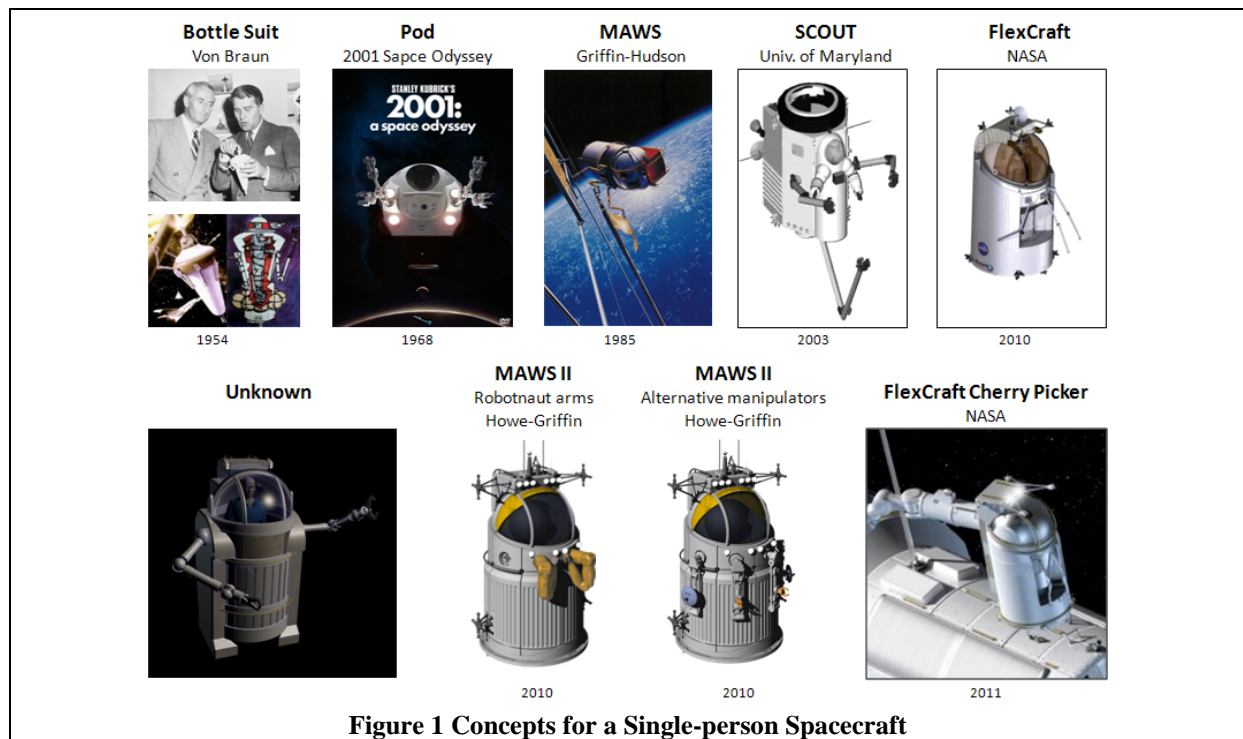 Bottle Suit
Von Braun
Pod
2001 Sapce Odyssey
MAWS
Griffin-Hudson
SCOUT
Univ. of Maryland
FlexCraft
NASA
STANLEY KUBRICK'S
2001:
a space odyssey
1954
1968
1985
2003
2010
Unknown
MAWS II
Robotnaut arms
Howe-Griffin
MAWS II
Alternative manipulators
Howe-Griffin
FlexCraft Cherry Picker
NASA
2010
2010
2011
Figure 1 Concepts for a Single-person Spacecraft